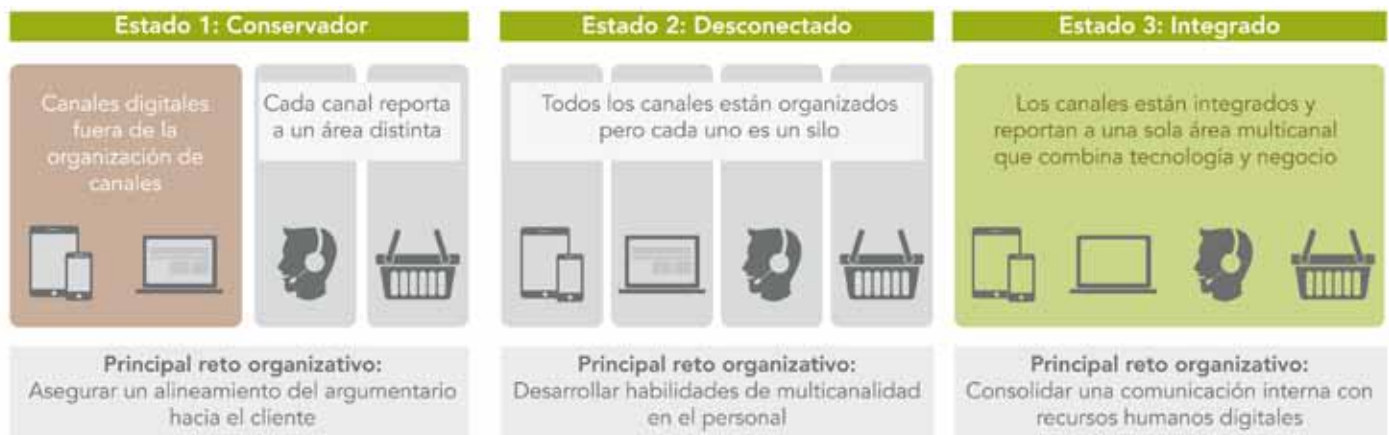 Estado 1: Conservador
Canales digitales
fuera de la
organización de
canales
Cada canal reporta
a un área distinta
Principal reto organizativo:
Asegurar un alineamiento del argumentario
hacia el cliente
Estado 2: Desconectado
Todos los canales están organizados
pero cada uno es un silo
Principal reto organizativo:
Desarrollar habilidades de multicanalidad
en el personal
Estado 3: Integrado
Los canales están integrados y
reportan a una sola área multicanal
que combina tecnología y negocio
Principal reto organizativo:
Consolidar una comunicación interna con
recursos humanos digitales